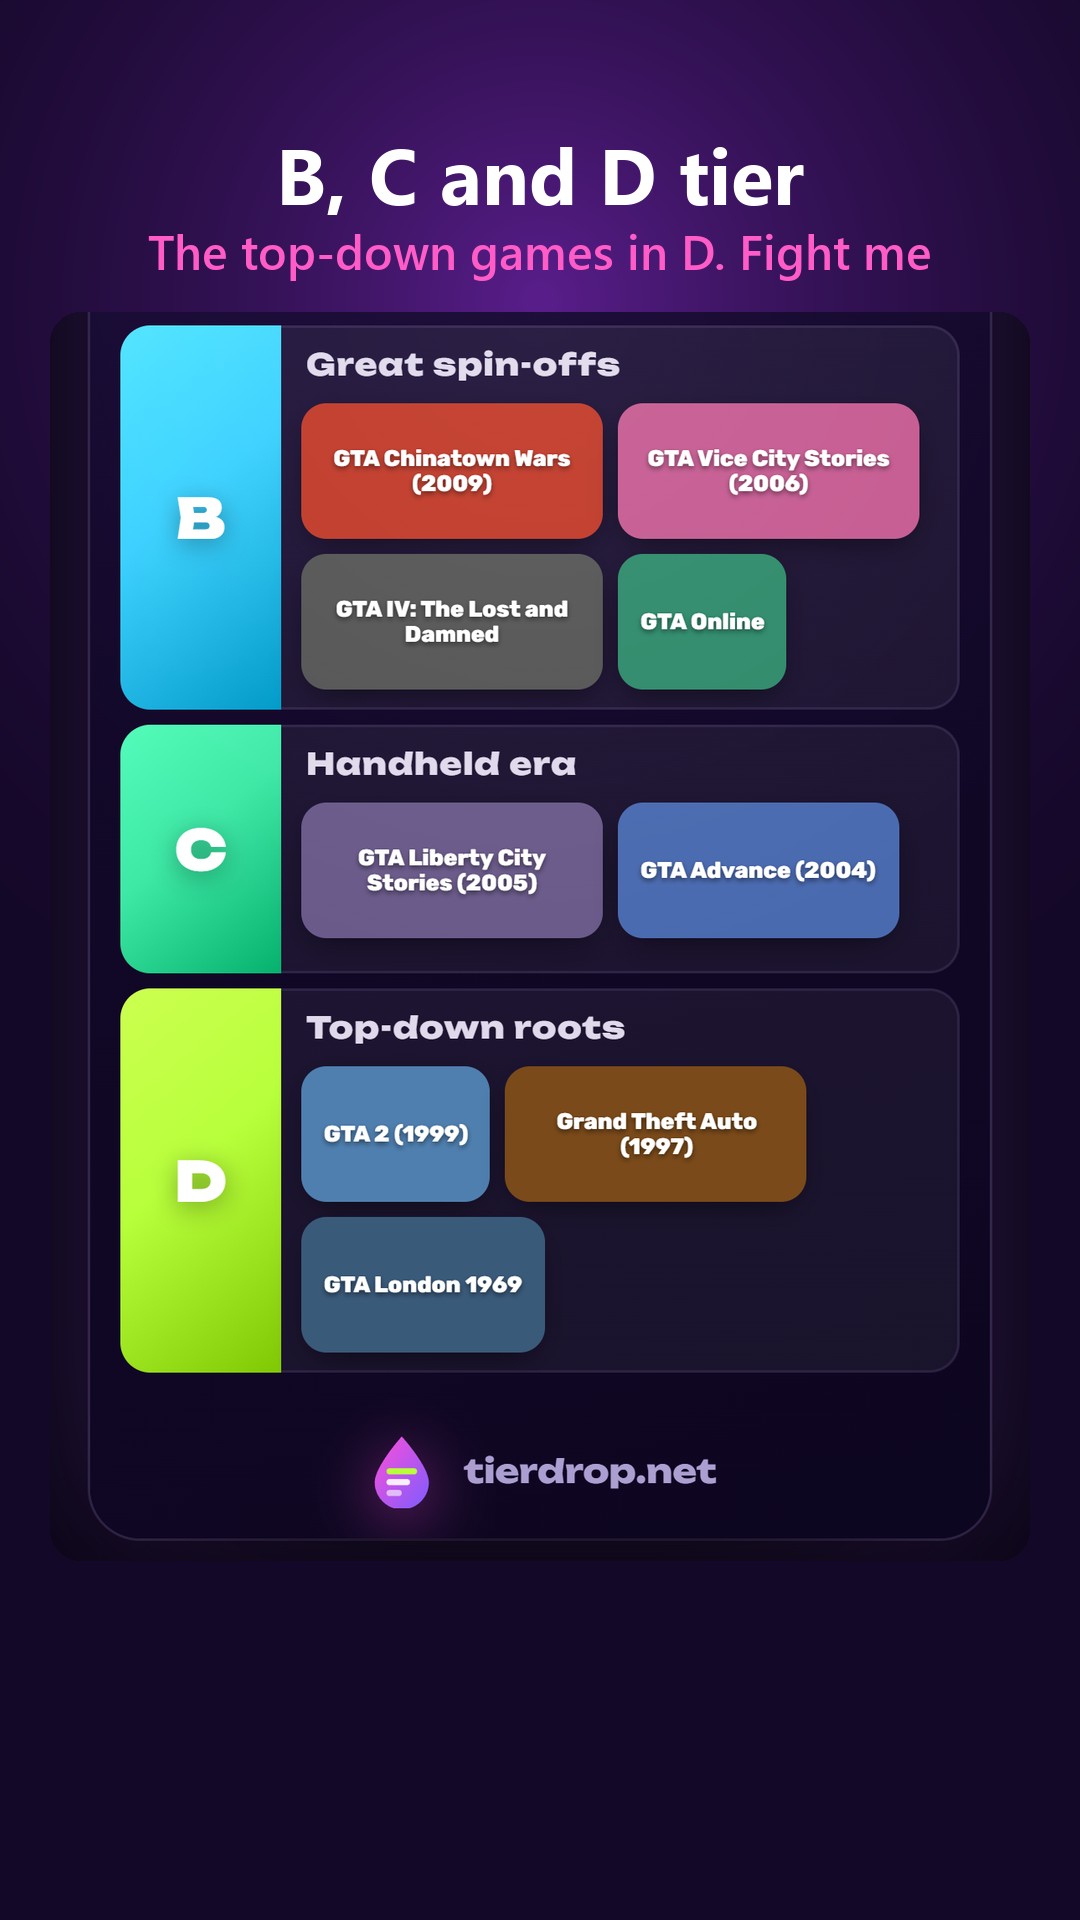 B, C and D tier
The top-down games in D. Fight me
B
Great spin-offs
GTA Chinatown Wars
(2009)
GTA Vice City Stories
(2006)
GTA IV: The Lost and
Damned
GTA Online
C
Handheld era
GTA Liberty City
Stories (2005)
GTA Advance (2004)
D
Top-down roots
GTA 2 (1999)
Grand Theft Auto
(1997)
GTA London 1969
tierdrop.net